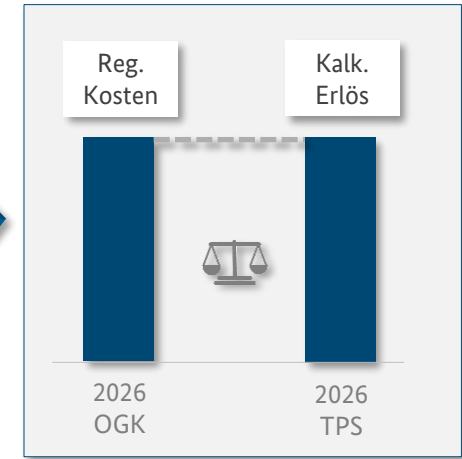 Reg.
Kosten
Kalk.
Erlös
2026
OGK
2026
TPS